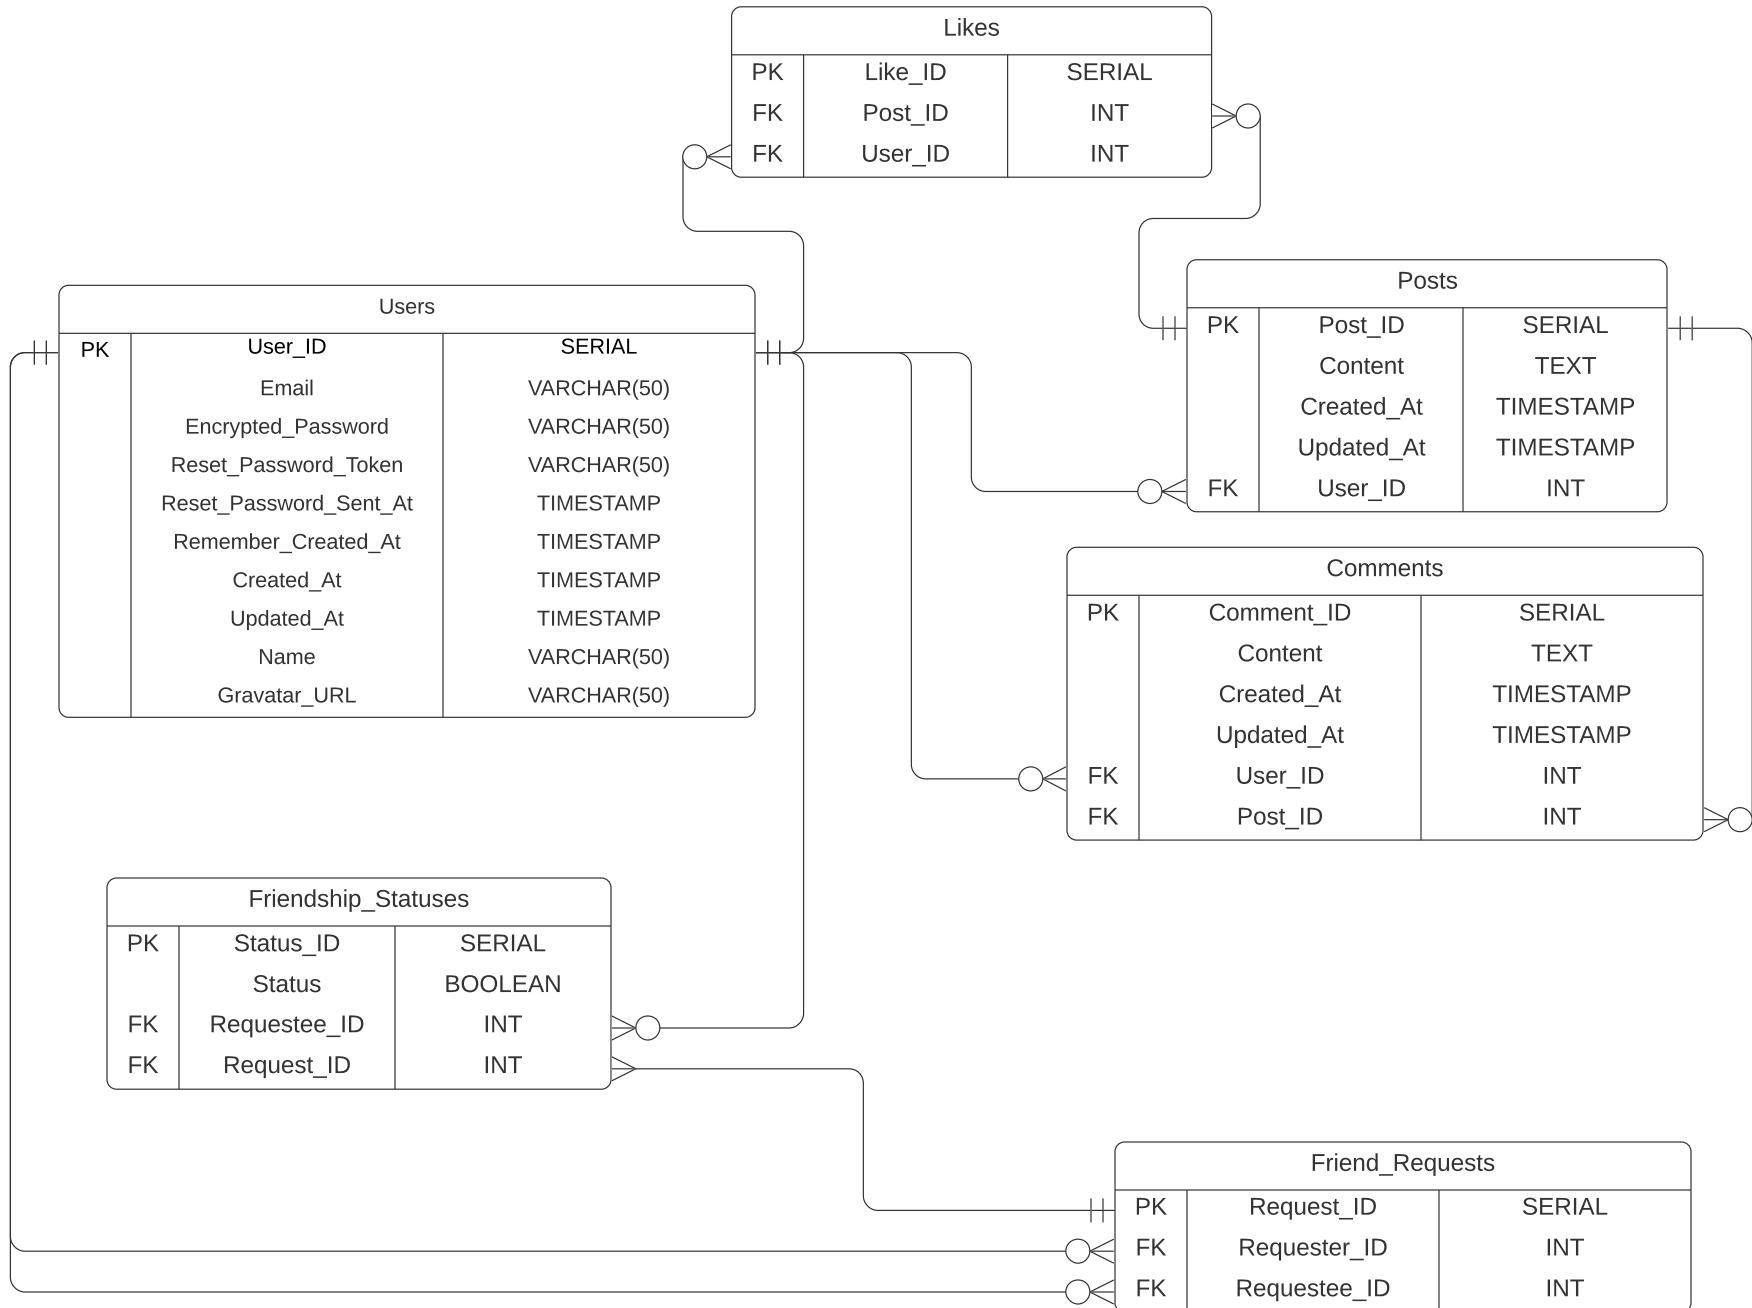 Likes
PK Like_ID SERIAL
FK Post_ID INT
FK User_ID INT
Users
PK User_ID SERIAL
Email VARCHAR(50)
Encrypted_Password VARCHAR(50)
Reset_Password_Token VARCHAR(50)
Reset_Password_Sent_At TIMESTAMP
Remember_Created_At TIMESTAMP
Created_At TIMESTAMP
Updated_At TIMESTAMP
Name VARCHAR(50)
Gravatar_URL VARCHAR(50)
Posts
PK Post_ID SERIAL
Content TEXT
Created_At TIMESTAMP
Updated_At TIMESTAMP
FK User_ID INT
Comments
PK Comment_ID SERIAL
Content TEXT
Created_At TIMESTAMP
Updated_At TIMESTAMP
FK User_ID INT
FK Post_ID INT
Friendship_Statuses
PK Status_ID SERIAL
Status BOOLEAN
FK Requestee_ID INT
FK Request_ID INT
Friend_Requests
PK Request_ID SERIAL
FK Requester_ID INT
FK Requestee_ID INT